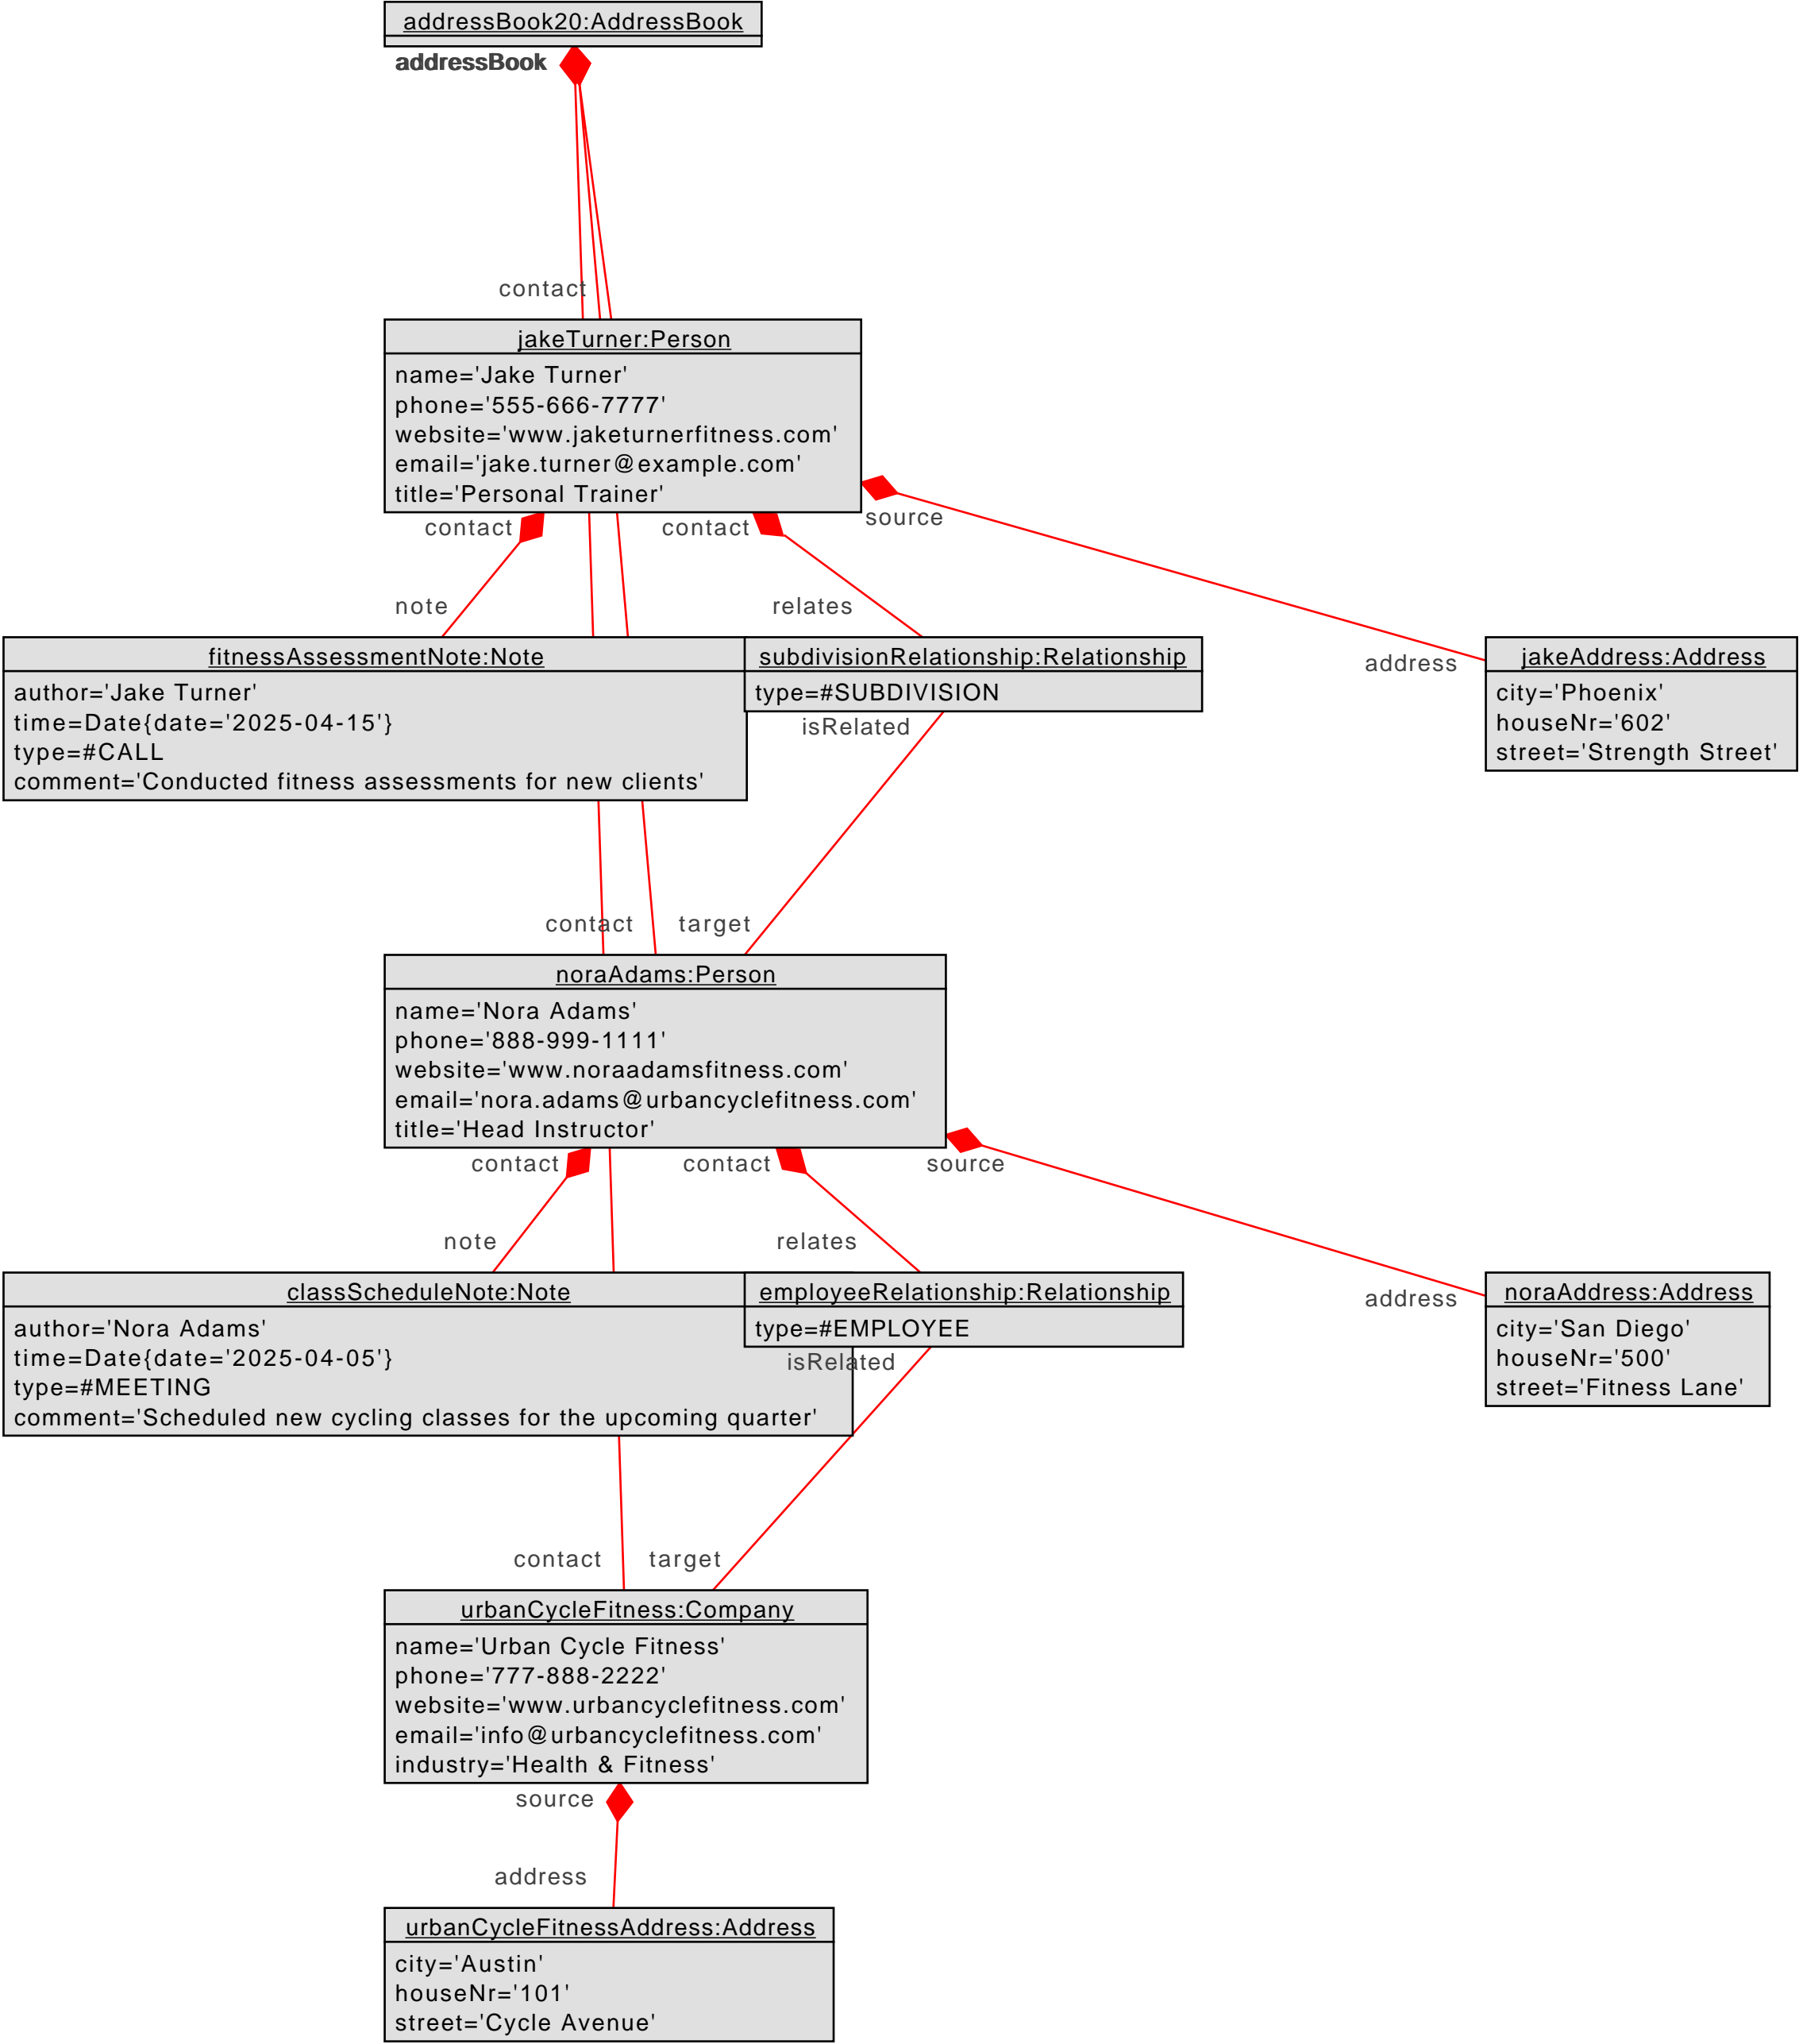 addressBook20:AddressBook
addressBook
contact
jakeTurner:Person
name='Jake Turner'
phone='555-666-7777'
website='www.jaketurnerfitness.com'
email='jake.turner@example.com'
title='Personal Trainer'
contact
contact
source
note
relates
address
fitnessAssessmentNote:Note
author='Jake Turner'
time=Date{date='2025-04-15'}
type=#CALL
comment='Conducted fitness assessments for new clients'
subdivisionRelationship:Relationship
type=#SUBDIVISION
isRelated
jakeAddress:Address
city='Phoenix'
houseNr='602'
street='Strength Street'
contact
target
noraAdams:Person
name='Nora Adams'
phone='888-999-1111'
website='www.noraadamsfitness.com'
email='nora.adams@urbancyclefitness.com'
title='Head Instructor'
contact
contact
source
note
relates
address
classScheduleNote:Note
author='Nora Adams'
time=Date{date='2025-04-05'}
type=#MEETING
comment='Scheduled new cycling classes for the upcoming quarter'
employeeRelationship:Relationship
type=#EMPLOYEE
isRelated
noraAddress:Address
city='San Diego'
houseNr='500'
street='Fitness Lane'
contact
target
urbanCycleFitness:Company
name='Urban Cycle Fitness'
phone='777-888-2222'
website='www.urbancyclefitness.com'
email='info@urbancyclefitness.com'
industry='Health & Fitness'
source
address
urbanCycleFitnessAddress:Address
city='Austin'
houseNr='101'
street='Cycle Avenue'